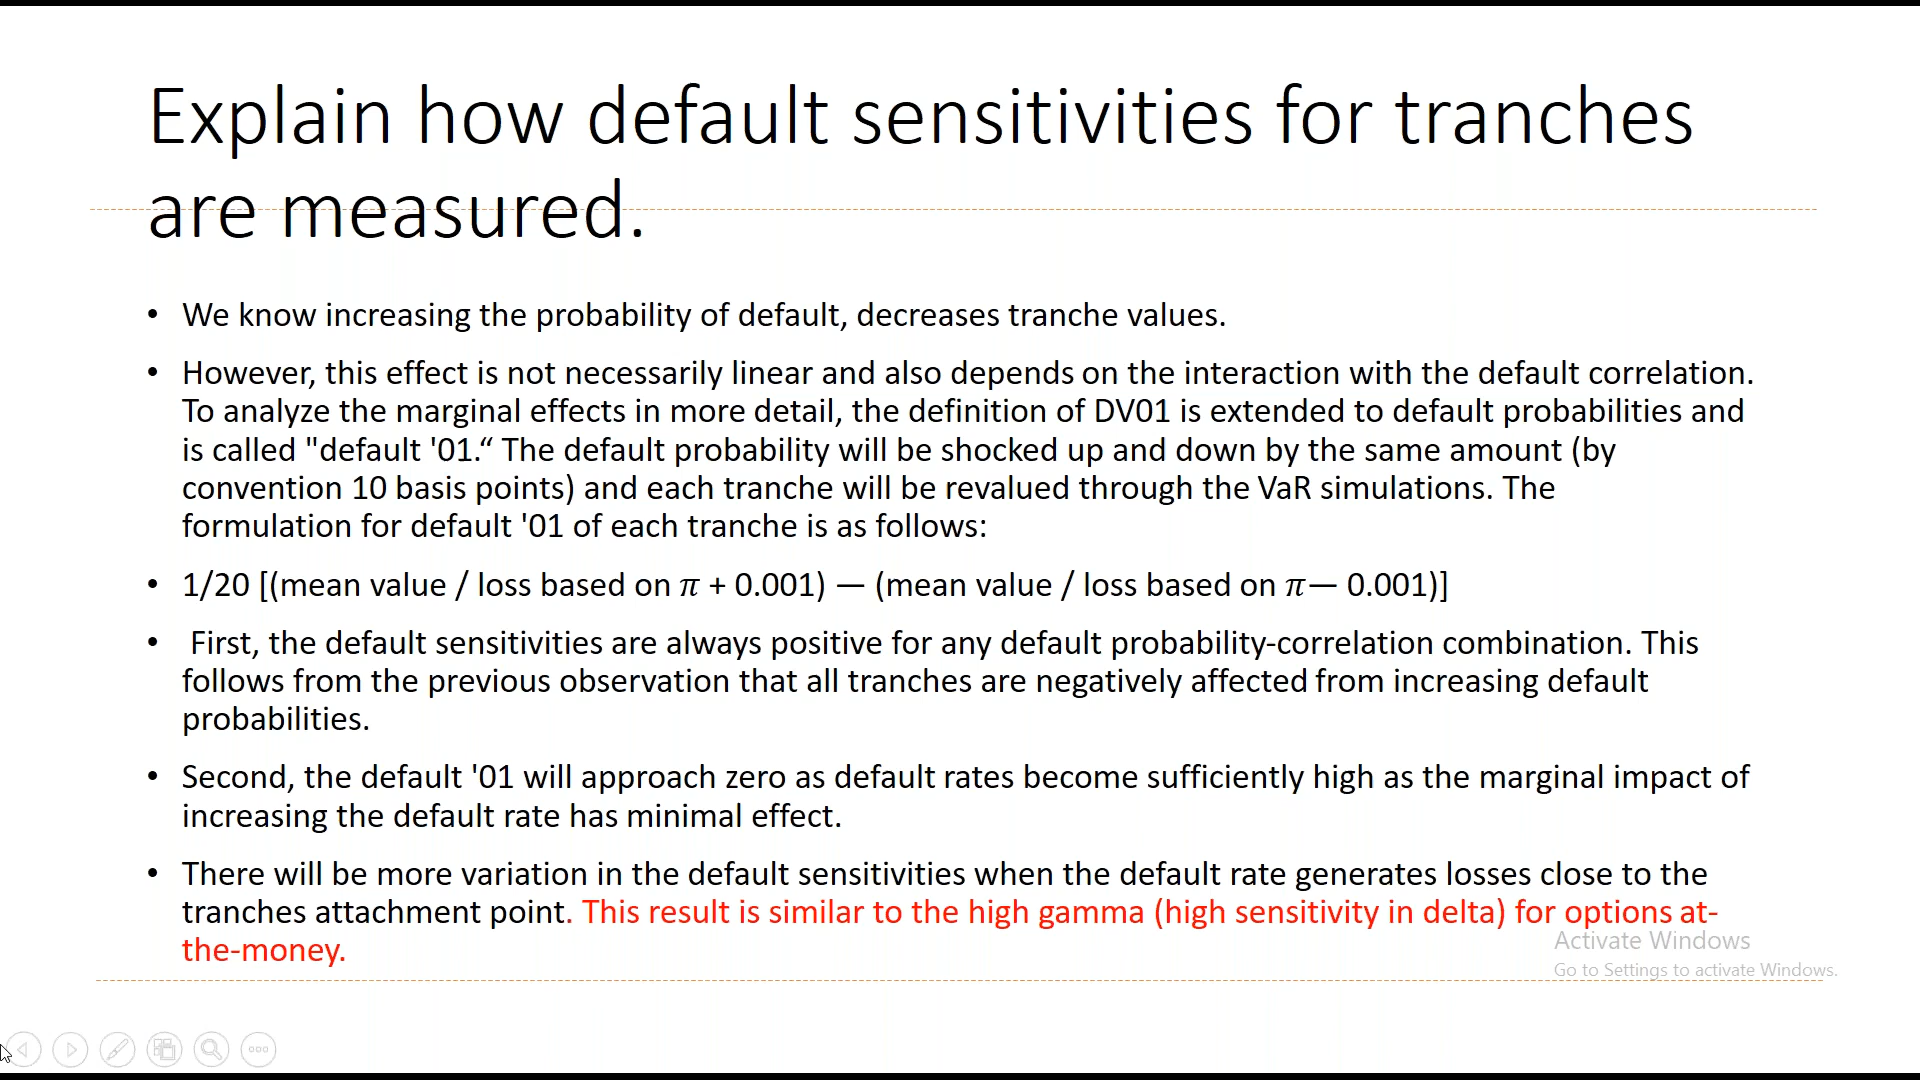 Explain how default sensitivities for tranches
are measured.
• We know increasing the probability of default, decreases tranche values.
• However, this effect is not necessarily linear and also depends on the interaction with the default correlation.
To analyze the marginal effects in more detail, the definition of DV01 is extended to default probabilities and
is called "default '01.“ The default probability will be shocked up and down by the same amount (by
convention 10 basis points) and each tranche will be revalued through the VaR simulations. The
formulation for default '01 of each tranche is as follows:
• 1/20 [(mean value / loss based on 𝜋 + 0.001) — (mean value / loss based on 𝜋— 0.001)]
• First, the default sensitivities are always positive for any default probability-correlation combination. This
follows from the previous observation that all tranches are negatively affected from increasing default
probabilities.
• Second, the default '01 will approach zero as default rates become sufficiently high as the marginal impact of
increasing the default rate has minimal effect.
• There will be more variation in the default sensitivities when the default rate generates losses close to the
tranches attachment point. This result is similar to the high gamma (high sensitivity in delta) for options at-
the-money.
Activate Windows
Go to Settings to activate Windows.